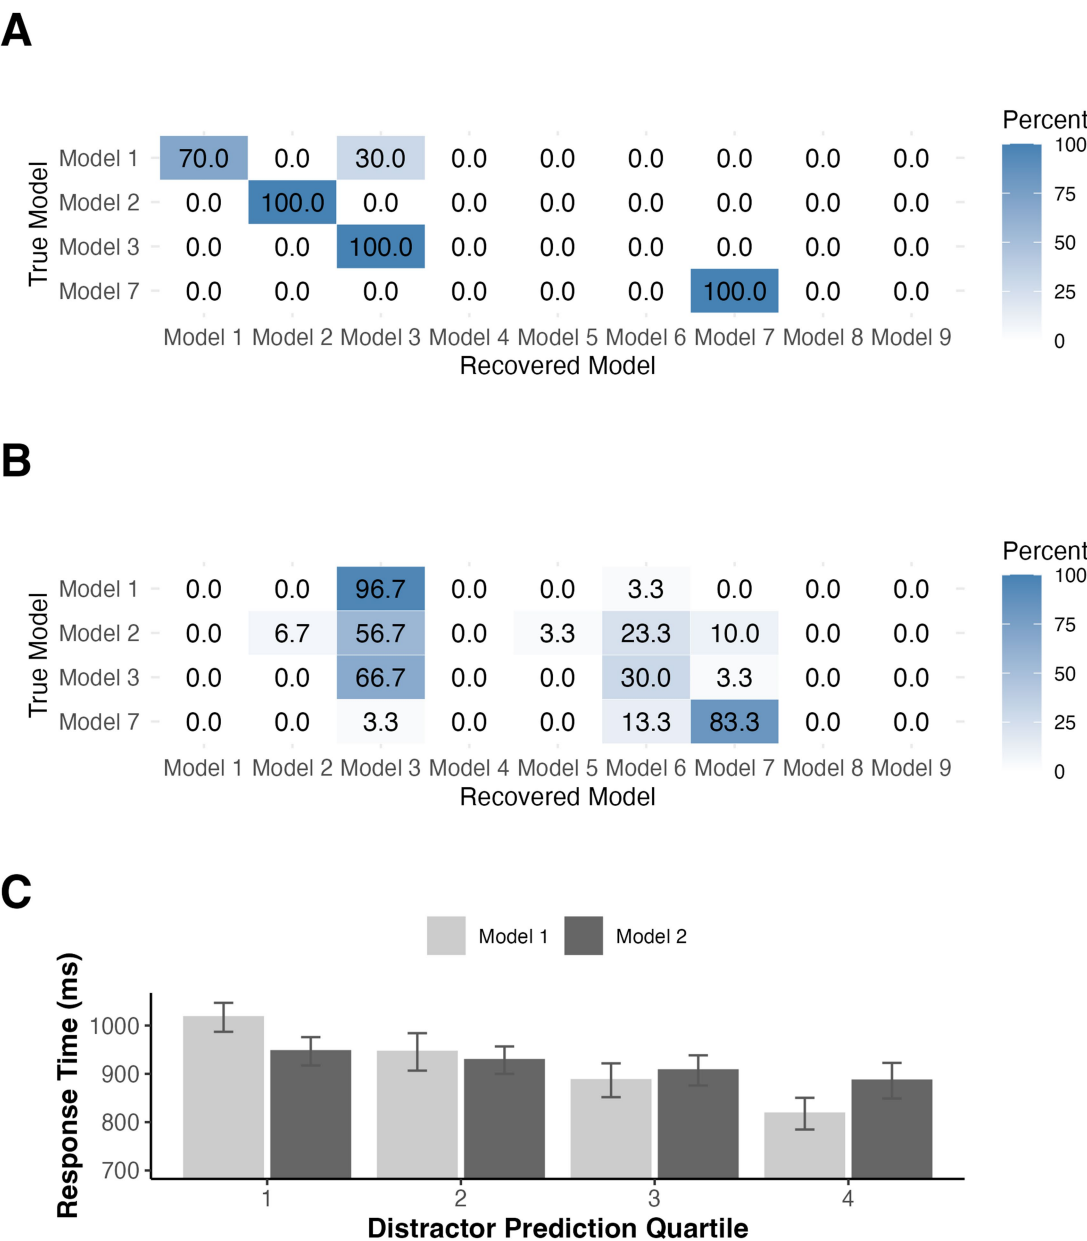 A
Percent
Model 1 70.0 0.0 30.0 0.0 0.0 0.0 0.0 0.0 0.0
Model 2 0.0 100.0 0.0 0.0 0.0 0.0 0.0 0.0 0.0
Model 3 0.0 0.0 100.0 0.0 0.0 0.0 0.0 0.0 0.0
Model 7 0.0 0.0 0.0 0.0 0.0 0.0 100.0 0.0 0.0
True Model
Model 1 Model 2 Model 3 Model 4 Model 5 Model 6 Model 7 Model 8 Model 9
Recovered Model
100
75
50
25
0
B
Percent
Model 1 0.0 0.0 96.7 0.0 0.0 3.3 0.0 0.0 0.0
Model 2 0.0 6.7 56.7 0.0 3.3 23.3 10.0 0.0 0.0
Model 3 0.0 0.0 66.7 0.0 0.0 30.0 3.3 0.0 0.0
Model 7 0.0 0.0 3.3 0.0 0.0 13.3 83.3 0.0 0.0
True Model
Model 1 Model 2 Model 3 Model 4 Model 5 Model 6 Model 7 Model 8 Model 9
Recovered Model
100
75
50
25
0
C
Model 1 Model 2
Response Time (ms)
1000
900
800
700
1 2 3 4
Distractor Prediction Quartile